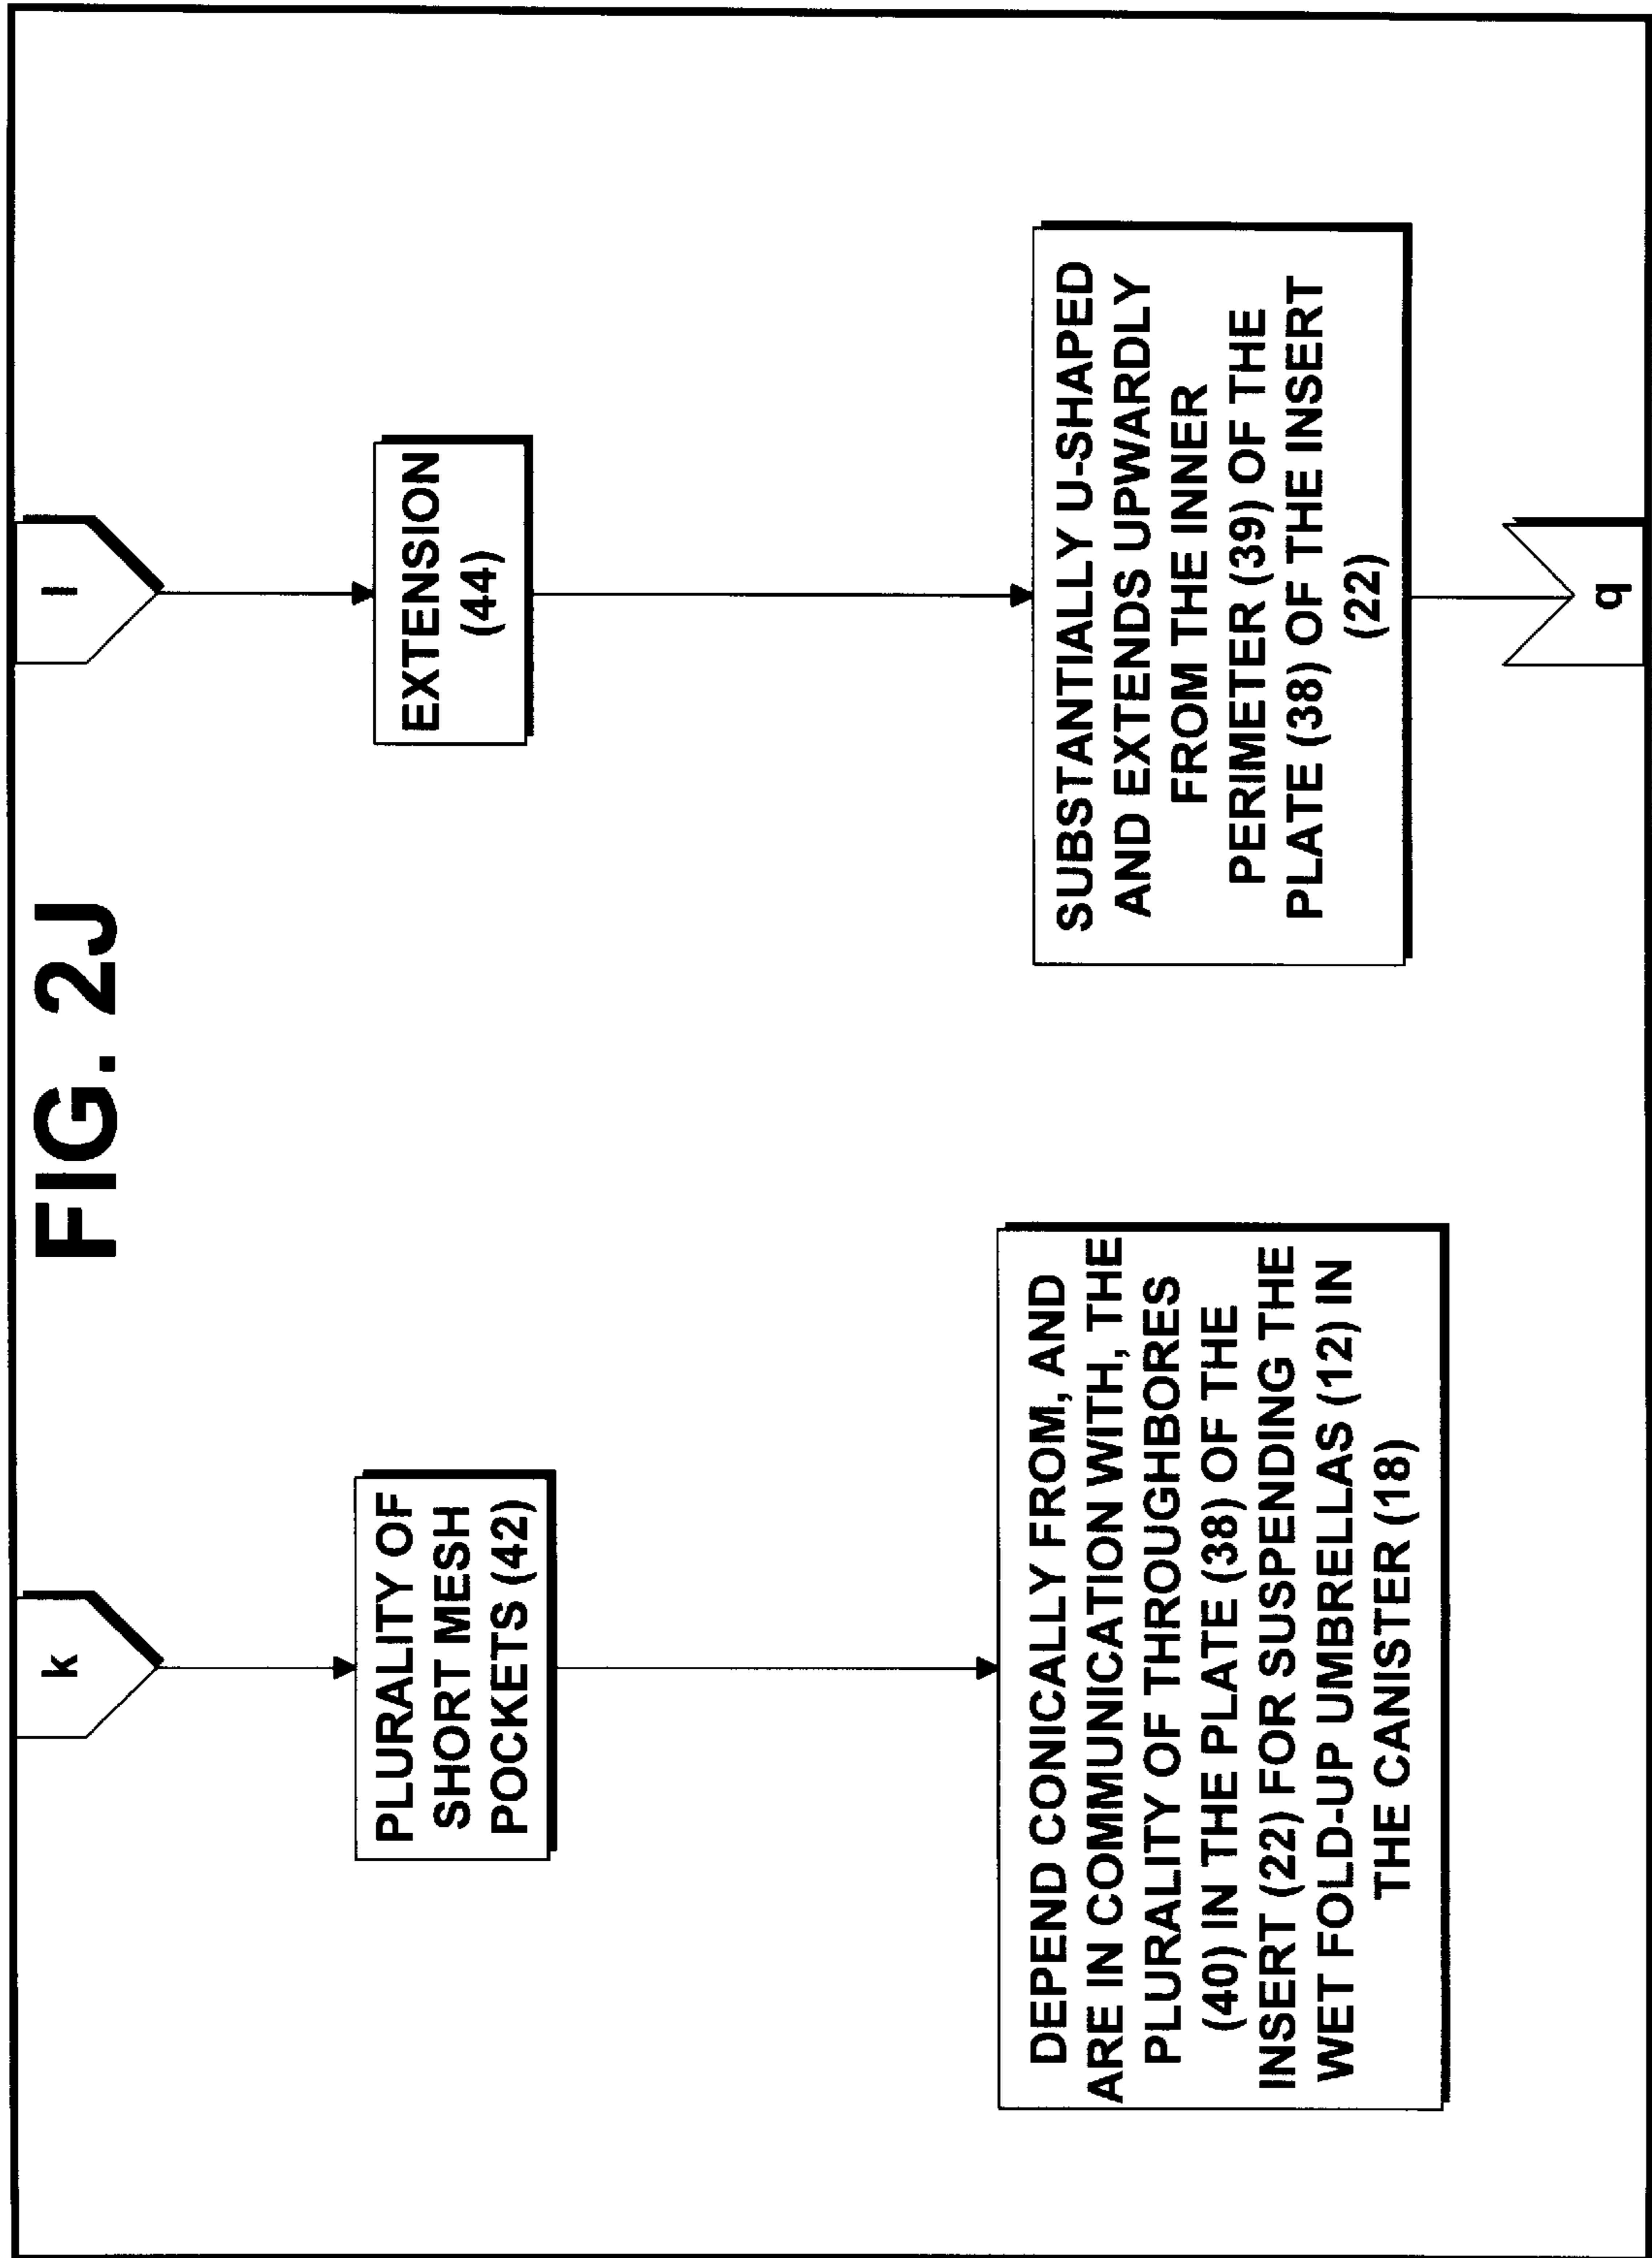 FIG. 2J
k
PLURALITY OF
SHORT MESH
POCKETS (42)
DEPEND CONICALLY FROM, AND
ARE IN COMMUNICATION WITH, THE
PLURALITY OF THROUGHBORES
(40) IN THE PLATE (38) OF THE
INSERT (22) FOR SUSPENDING THE
WET FOLD-UP UMBRELLAS (12) IN
THE CANISTER (18)
l
EXTENSION
(44)
SUBSTANTIALLY U-SHAPED
AND EXTENDS UPWARDLY
FROM THE INNER
PERIMETER (39) OF THE
PLATE (38) OF THE INSERT
(22)
q